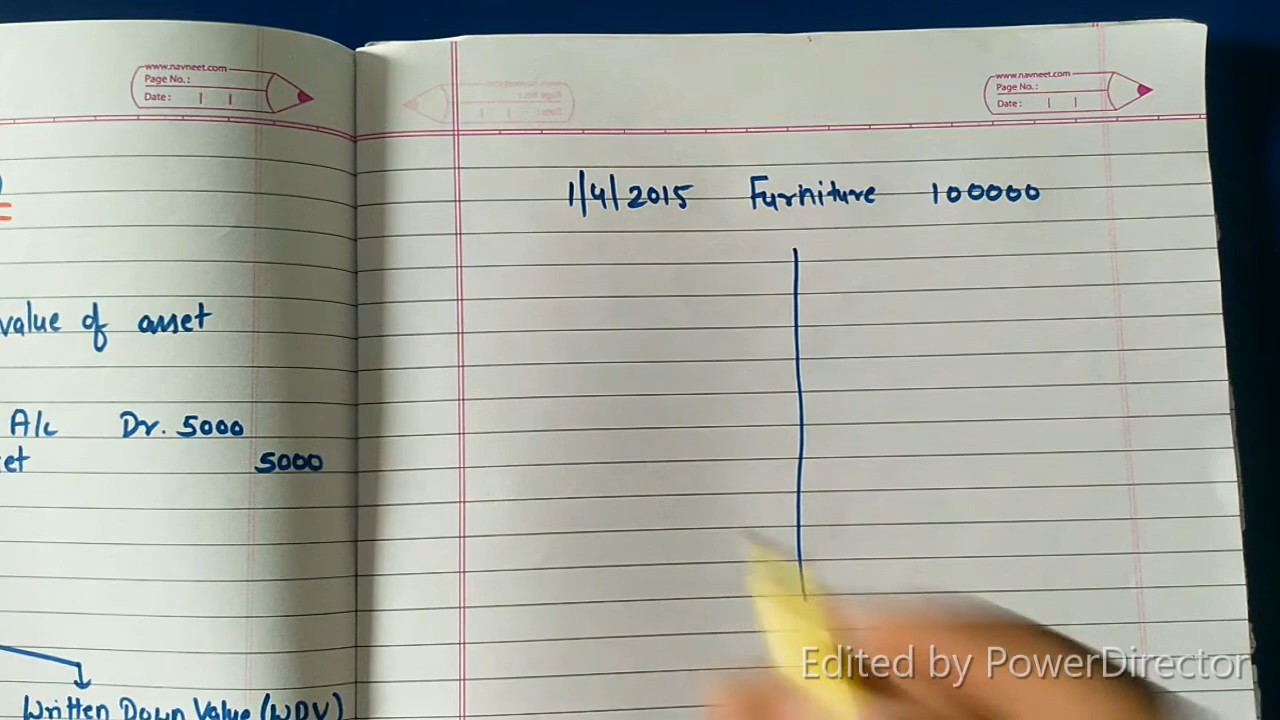 www.navneet.com
Page No.:
Date:
value of asset
A/c Dr. 5000
et 5000
Written Down Value (WDV)
www.navneet.com
Page No.:
Date:
1/4/2015 Furniture 100000
Edited by PowerDirector